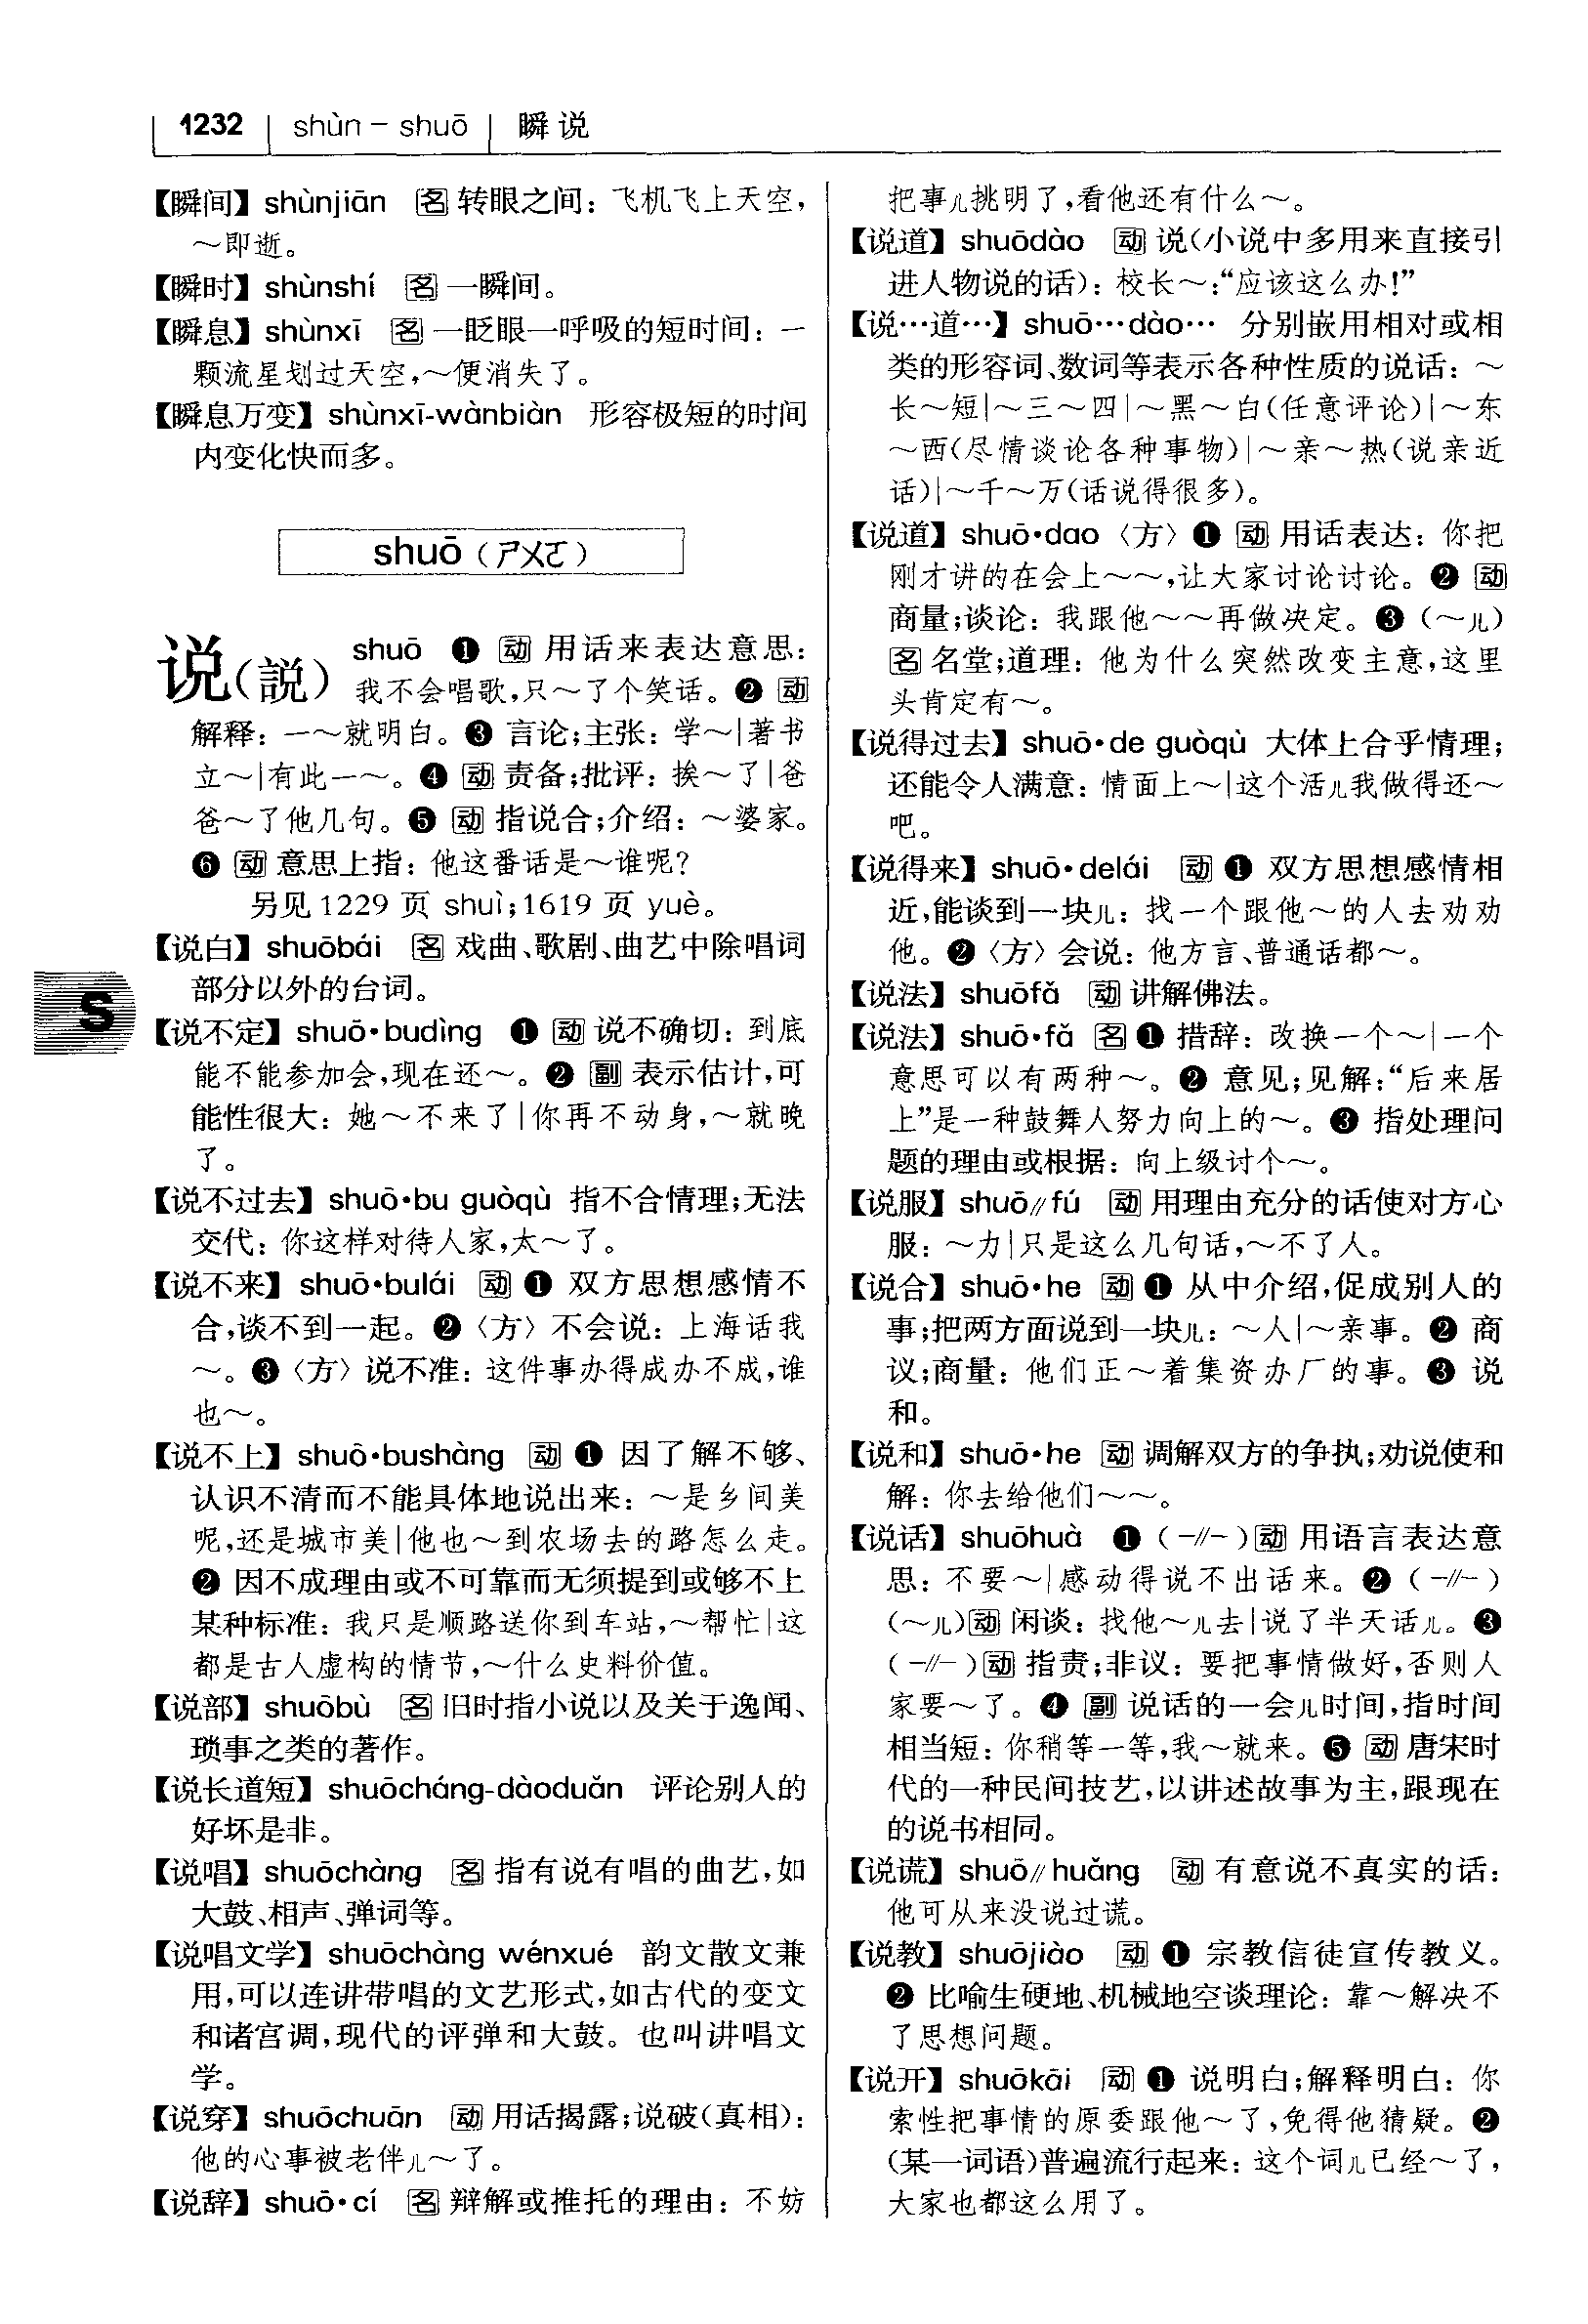 1232 shùn – shuō 瞬说
【瞬间】shùnjiān 名 转眼之间：飞机飞上天空，
～即逝。
【瞬时】shùnshí 名 一瞬间。
【瞬息】shùnxī 名 一眨眼一呼吸的短时间：一
颗流星划过天空，～便消失了。
【瞬息万变】shùnxī-wànbiàn 形容极短的时间
内变化快而多。
shuō（ㄕㄨㄛ）
说（説） shuō ❶ 动 用话来表达意思：
我不会唱歌，只～了个笑话。❷ 动
解释：一～就明白。❸ 言论；主张：学～|著书
立～|有此一～。❹ 动 责备；批评：挨～了|爸
爸～了他几句。❺ 动 指说合；介绍：～婆家。
❻ 动 意思上指：他这番话是～谁呢？
另见1229 页 shuì；1619 页 yuè。
【说白】shuōbái 名 戏曲、歌剧、曲艺中除唱词
部分以外的台词。
【说不定】shuō•budìng ❶ 动 说不确切：到底
能不能参加会，现在还～。❷ 副 表示估计，可
能性很大：她～不来了|你再不动身，～就晚
了。
【说不过去】shuō•bu guòqù 指不合情理；无法
交代：你这样对待人家，太～了。
【说不来】shuō•bulái 动 ❶ 双方思想感情不
合，谈不到一起。❷〈方〉不会说：上海话我
～。❸〈方〉说不准：这件事办得成办不成，谁
也～。
【说不上】shuō•bushàng 动 ❶ 因了解不够、
认识不清而不能具体地说出来：～是乡间美
呢，还是城市美|他也～到农场去的路怎么走。
❷ 因不成理由或不可靠而无须提到或够不上
某种标准：我只是顺路送你到车站，～帮忙|这
都是古人虚构的情节，～什么史料价值。
【说部】shuōbù 名 旧时指小说以及关于逸闻、
琐事之类的著作。
【说长道短】shuōcháng-dàoduǎn 评论别人的
好坏是非。
【说唱】shuōchàng 名 指有说有唱的曲艺，如
大鼓、相声、弹词等。
【说唱文学】shuōchàng wénxué 韵文散文兼
用，可以连讲带唱的文艺形式，如古代的变文
和诸宫调，现代的评弹和大鼓。也叫讲唱文
学。
【说穿】shuōchuān 动 用话揭露；说破（真相）：
他的心事被老伴儿～了。
【说辞】shuō•cí 名 辩解或推托的理由：不妨
S
把事儿挑明了，看他还有什么～。
【说道】shuōdào 动 说（小说中多用来直接引
进人物说的话）：校长～：“应该这么办！”
【说…道…】shuō…dào… 分别嵌用相对或相
类的形容词、数词等表示各种性质的说话：～
长～短|～三～四|～黑～白（任意评论）|～东
～西（尽情谈论各种事物）|～亲～热（说亲近
话）|～千～万（话说得很多）。
【说道】shuō•dao〈方〉❶ 动 用话表达：你把
刚才讲的在会上～～，让大家讨论讨论。❷ 动
商量；谈论：我跟他～～再做决定。❸（～儿）
名 名堂；道理：他为什么突然改变主意，这里
头肯定有～。
【说得过去】shuō•de guòqù 大体上合乎情理；
还能令人满意：情面上～|这个活儿我做得还～
吧。
【说得来】shuō•delái 动 ❶ 双方思想感情相
近，能谈到一块儿：找一个跟他～的人去劝劝
他。❷〈方〉会说：他方言、普通话都～。
【说法】shuōfǎ 动 讲解佛法。
【说法】shuō•fǎ 名 ❶ 措辞：改换一个～|一个
意思可以有两种～。❷ 意见；见解：“后来居
上”是一种鼓舞人努力向上的～。❸ 指处理问
题的理由或根据：向上级讨个～。
【说服】shuō∥fú 动 用理由充分的话使对方心
服：～力|只是这么几句话，～不了人。
【说合】shuō•he 动 ❶ 从中介绍，促成别人的
事；把两方面说到一块儿：～人|～亲事。❷ 商
议；商量：他们正～着集资办厂的事。❸ 说
和。
【说和】shuō•he 动 调解双方的争执；劝说使和
解：你去给他们～～。
【说话】shuōhuà ❶（-∥-）动 用语言表达意
思：不要～|感动得说不出话来。❷（-∥-）
（～儿）动 闲谈：找他～儿去|说了半天话儿。❸
（-∥-）动 指责；非议：要把事情做好，否则人
家要～了。❹ 副 说话的一会儿时间，指时间
相当短：你稍等一等，我～就来。❺ 动 唐宋时
代的一种民间技艺，以讲述故事为主，跟现在
的说书相同。
【说谎】shuō∥huǎng 动 有意说不真实的话：
他可从来没说过谎。
【说教】shuōjiào 动 ❶ 宗教信徒宣传教义。
❷ 比喻生硬地、机械地空谈理论：靠～解决不
了思想问题。
【说开】shuōkāi 动 ❶ 说明白；解释明白：你
索性把事情的原委跟他～了，免得他猜疑。❷
（某一词语）普遍流行起来：这个词儿已经～了，
大家也都这么用了。